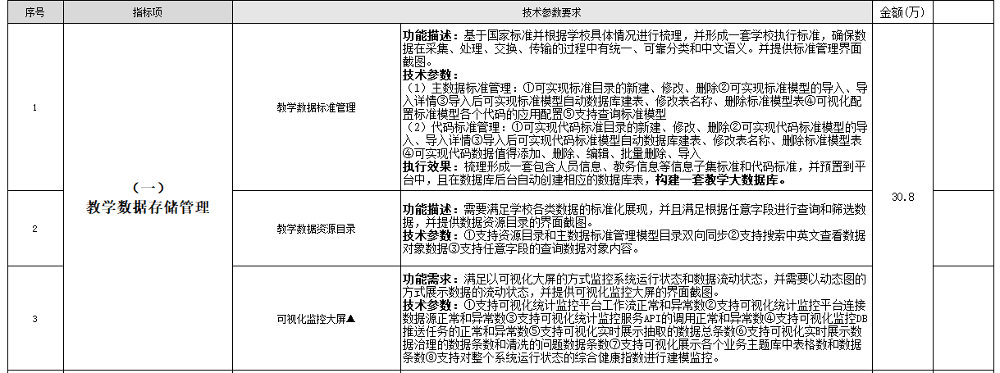 序号
指标项
技术参数要求
金额(万)
1
（一）
教学数据存储管理
教学数据标准管理
功能描述：基于国家标准并根据学校具体情况进行梳理，并形成一套学校执行标准，确保数
据在采集、处理、交换、传输的过程中有统一、可靠分类和中文语义。并提供标准管理界面
截图。
技术参数：
（1）主数据标准管理：①可实现标准目录的新建、修改、删除②可实现标准模型的导入、导
入详情③导入后可实现标准模型自动数据库建表、修改表名称、删除标准模型表④可视化配
置标准模型各个代码的应用配置⑤支持查询标准模型
（2）代码标准管理：①可实现代码标准目录的新建、修改、删除②可实现代码标准模型的导
入、导入详情③导入后可实现代码标准模型自动数据库建表、修改表名称、删除标准模型表
④可实现代码数据值得添加、删除、编辑、批量删除、导入
执行效果：梳理形成一套包含人员信息、教务信息等信息子集标准和代码标准，并预置到平
台中，且在数据库后台自动创建相应的数据库表，构建一套教学大数据库。
30.8
2
教学数据资源目录
功能描述：需要满足学校各类数据的标准化展现，并且满足根据任意字段进行查询和筛选数
据，并提供数据资源目录的界面截图。
技术参数：①支持资源目录和主数据标准管理模型目录双向同步②支持搜索中英文查看数据
对象数据③支持任意字段的查询数据对象内容。
3
可视化监控大屏▲
功能需求：满足以可视化大屏的方式监控系统运行状态和数据流动状态，并需要以动态图的
方式展示数据的流动状态，并提供可视化监控大屏的界面截图。
技术参数：①支持可视化统计监控平台工作流正常和异常数②支持可视化统计监控平台连接
数据源正常和异常数③支持可视化统计监控服务API的调用正常和异常数④支持可视化监控DB
推送任务的正常和异常数⑤支持可视化实时展示抽取的数据总条数⑥支持可视化实时展示数
据治理的数据条数和清洗的问题数据条数⑦支持可视化展示各个业务主题库中表格数和数据
条数⑧支持对整个系统运行状态的综合健康指数进行建模监控。